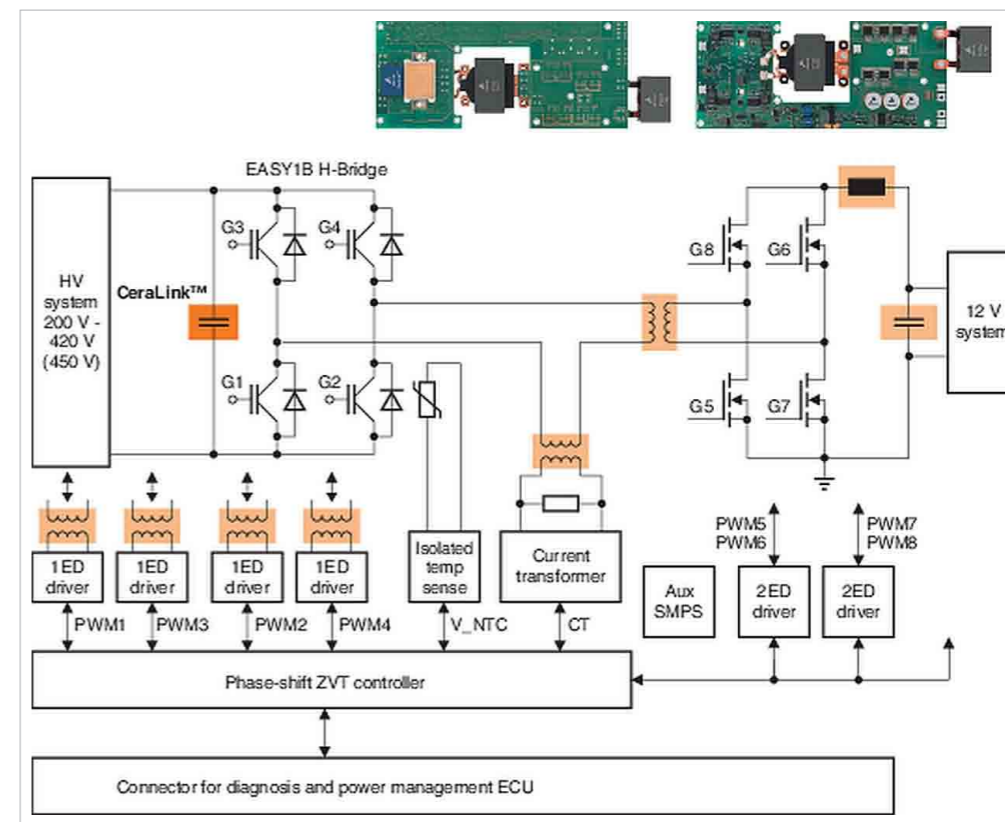 EASY1B H-Bridge
HV
system
200 V -
420 V
(450 V)
CeraLink™
G3
G4
G1
G2
G8
G6
G5
G7
12 V
system
1ED
driver
1ED
driver
1ED
driver
1ED
driver
Isolated
temp
sense
Current
transformer
Aux
SMPS
PWM5
PWM6
PWM7
PWM8
2ED
driver
2ED
driver
PWM1
PWM3
PWM2
PWM4
V_NTC
CT
Phase-shift ZVT controller
Connector for diagnosis and power management ECU